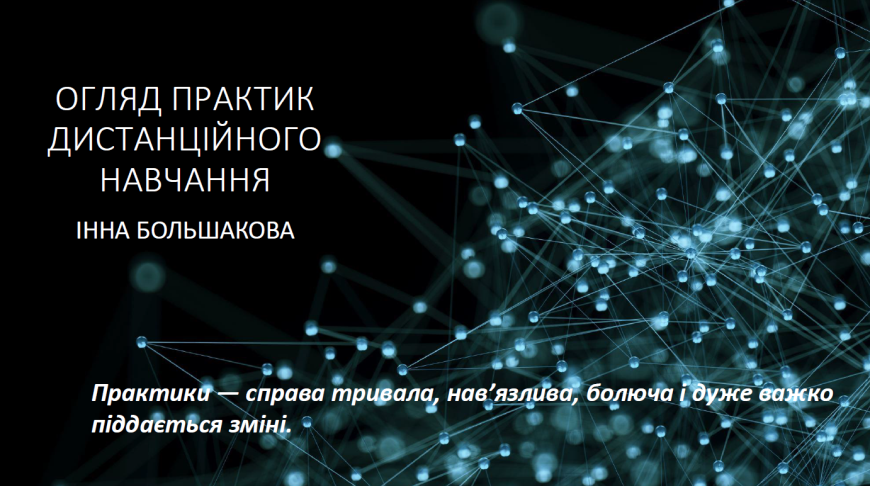 ОГЛЯД ПРАКТИК
ДИСТАНЦІЙНОГО
НАВЧАННЯ
ІННА БОЛЬШАКОВА
Практики — справа тривала, нав’язлива, болюча і дуже важко
піддається зміні.